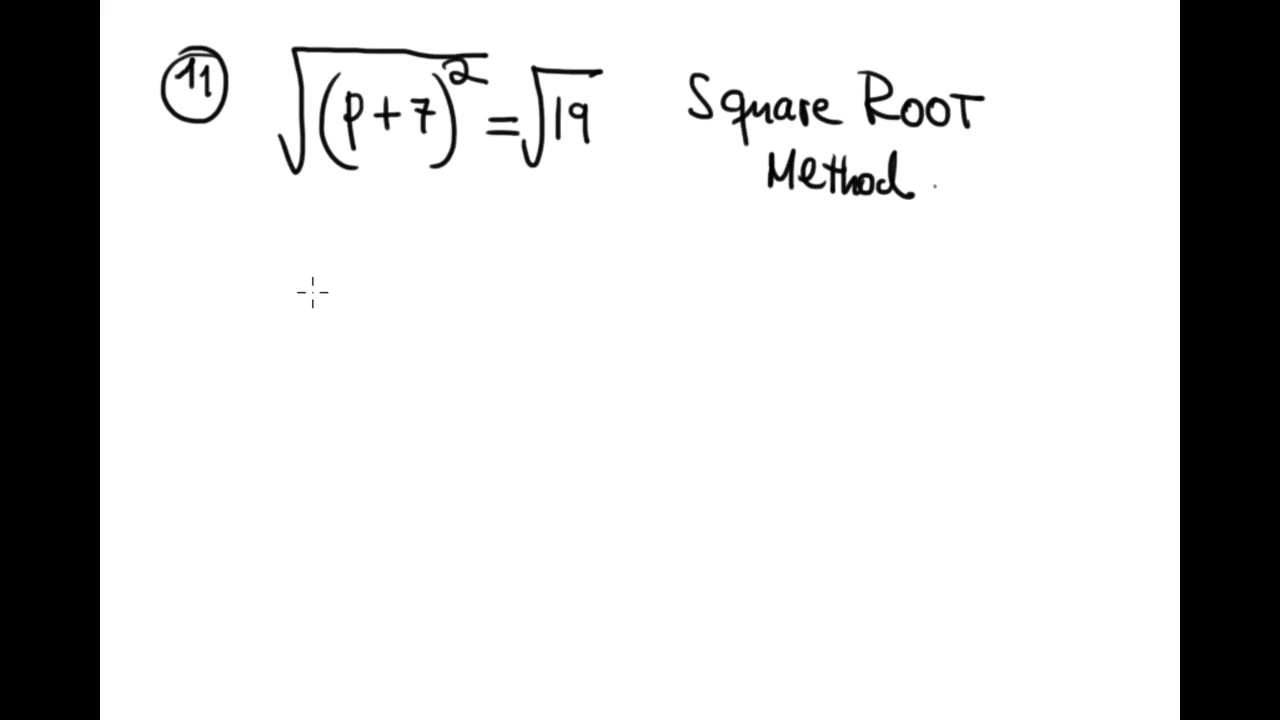 11 √(p+7)² = √19 Square ROOT
Method.